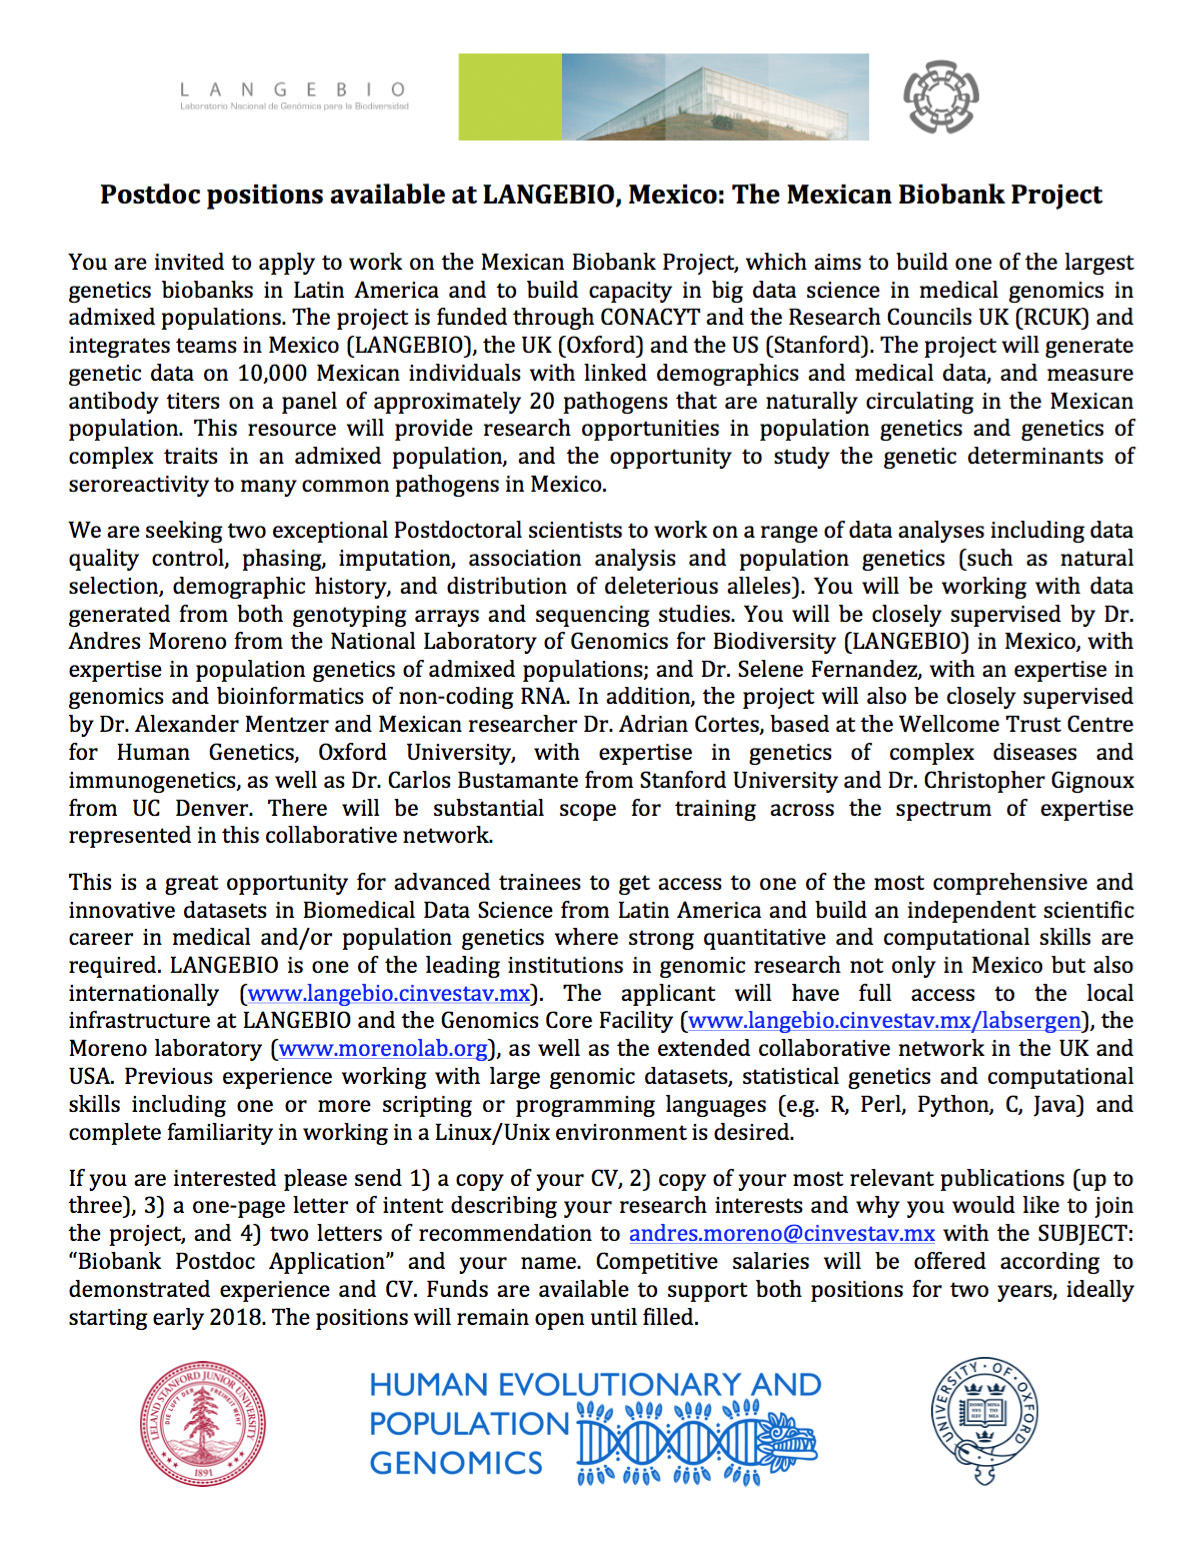 L A N G E B I O
Laboratorio Nacional de Genómica para la Biodiversidad
Postdoc positions available at LANGEBIO, Mexico: The Mexican Biobank Project
You are invited to apply to work on the Mexican Biobank Project, which aims to build one of the largest
genetics biobanks in Latin America and to build capacity in big data science in medical genomics in
admixed populations. The project is funded through CONACYT and the Research Councils UK (RCUK) and
integrates teams in Mexico (LANGEBIO), the UK (Oxford) and the US (Stanford). The project will generate
genetic data on 10,000 Mexican individuals with linked demographics and medical data, and measure
antibody titers on a panel of approximately 20 pathogens that are naturally circulating in the Mexican
population. This resource will provide research opportunities in population genetics and genetics of
complex traits in an admixed population, and the opportunity to study the genetic determinants of
seroreactivity to many common pathogens in Mexico.
We are seeking two exceptional Postdoctoral scientists to work on a range of data analyses including data
quality control, phasing, imputation, association analysis and population genetics (such as natural
selection, demographic history, and distribution of deleterious alleles). You will be working with data
generated from both genotyping arrays and sequencing studies. You will be closely supervised by Dr.
Andres Moreno from the National Laboratory of Genomics for Biodiversity (LANGEBIO) in Mexico, with
expertise in population genetics of admixed populations; and Dr. Selene Fernandez, with an expertise in
genomics and bioinformatics of non-coding RNA. In addition, the project will also be closely supervised
by Dr. Alexander Mentzer and Mexican researcher Dr. Adrian Cortes, based at the Wellcome Trust Centre
for Human Genetics, Oxford University, with expertise in genetics of complex diseases and
immunogenetics, as well as Dr. Carlos Bustamante from Stanford University and Dr. Christopher Gignoux
from UC Denver. There will be substantial scope for training across the spectrum of expertise
represented in this collaborative network.
This is a great opportunity for advanced trainees to get access to one of the most comprehensive and
innovative datasets in Biomedical Data Science from Latin America and build an independent scientific
career in medical and/or population genetics where strong quantitative and computational skills are
required. LANGEBIO is one of the leading institutions in genomic research not only in Mexico but also
internationally (www.langebio.cinvestav.mx). The applicant will have full access to the local
infrastructure at LANGEBIO and the Genomics Core Facility (www.langebio.cinvestav.mx/labsergen), the
Moreno laboratory (www.morenolab.org), as well as the extended collaborative network in the UK and
USA. Previous experience working with large genomic datasets, statistical genetics and computational
skills including one or more scripting or programming languages (e.g. R, Perl, Python, C, Java) and
complete familiarity in working in a Linux/Unix environment is desired.
If you are interested please send 1) a copy of your CV, 2) copy of your most relevant publications (up to
three), 3) a one-page letter of intent describing your research interests and why you would like to join
the project, and 4) two letters of recommendation to andres.moreno@cinvestav.mx with the SUBJECT:
“Biobank Postdoc Application” and your name. Competitive salaries will be offered according to
demonstrated experience and CV. Funds are available to support both positions for two years, ideally
starting early 2018. The positions will remain open until filled.
LELAND STANFORD JUNIOR UNIVERSITY
DIE LUFT DER FREIHEIT WEHT
1891
HUMAN EVOLUTIONARY AND
POPULATION
GENOMICS
UNIVERSITY · OF · OXFORD